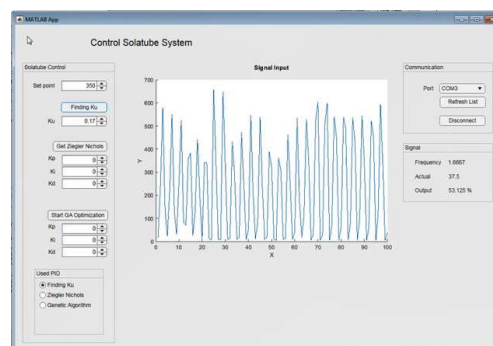 MATLAB App
Control Solatube System
Solatube Control
Set point 350
Finding Ku
Ku 0.17
Get Ziegler Nichols
Kp 0
Ki 0
Kd 0
Start GA Optimization
Kp 0
Ki 0
Kd 0
Used PID
Finding Ku
Ziegler Nichols
Genetic Algorithm
Signal Input
700
600
500
400
300
200
100
0
Y
0 10 20 30 40 50 60 70 80 90 100
X
Communication
Port COM3
Refresh List
Disconnect
Signal
Frequency 1.6667
Actual 37.5
Output 53.125 %